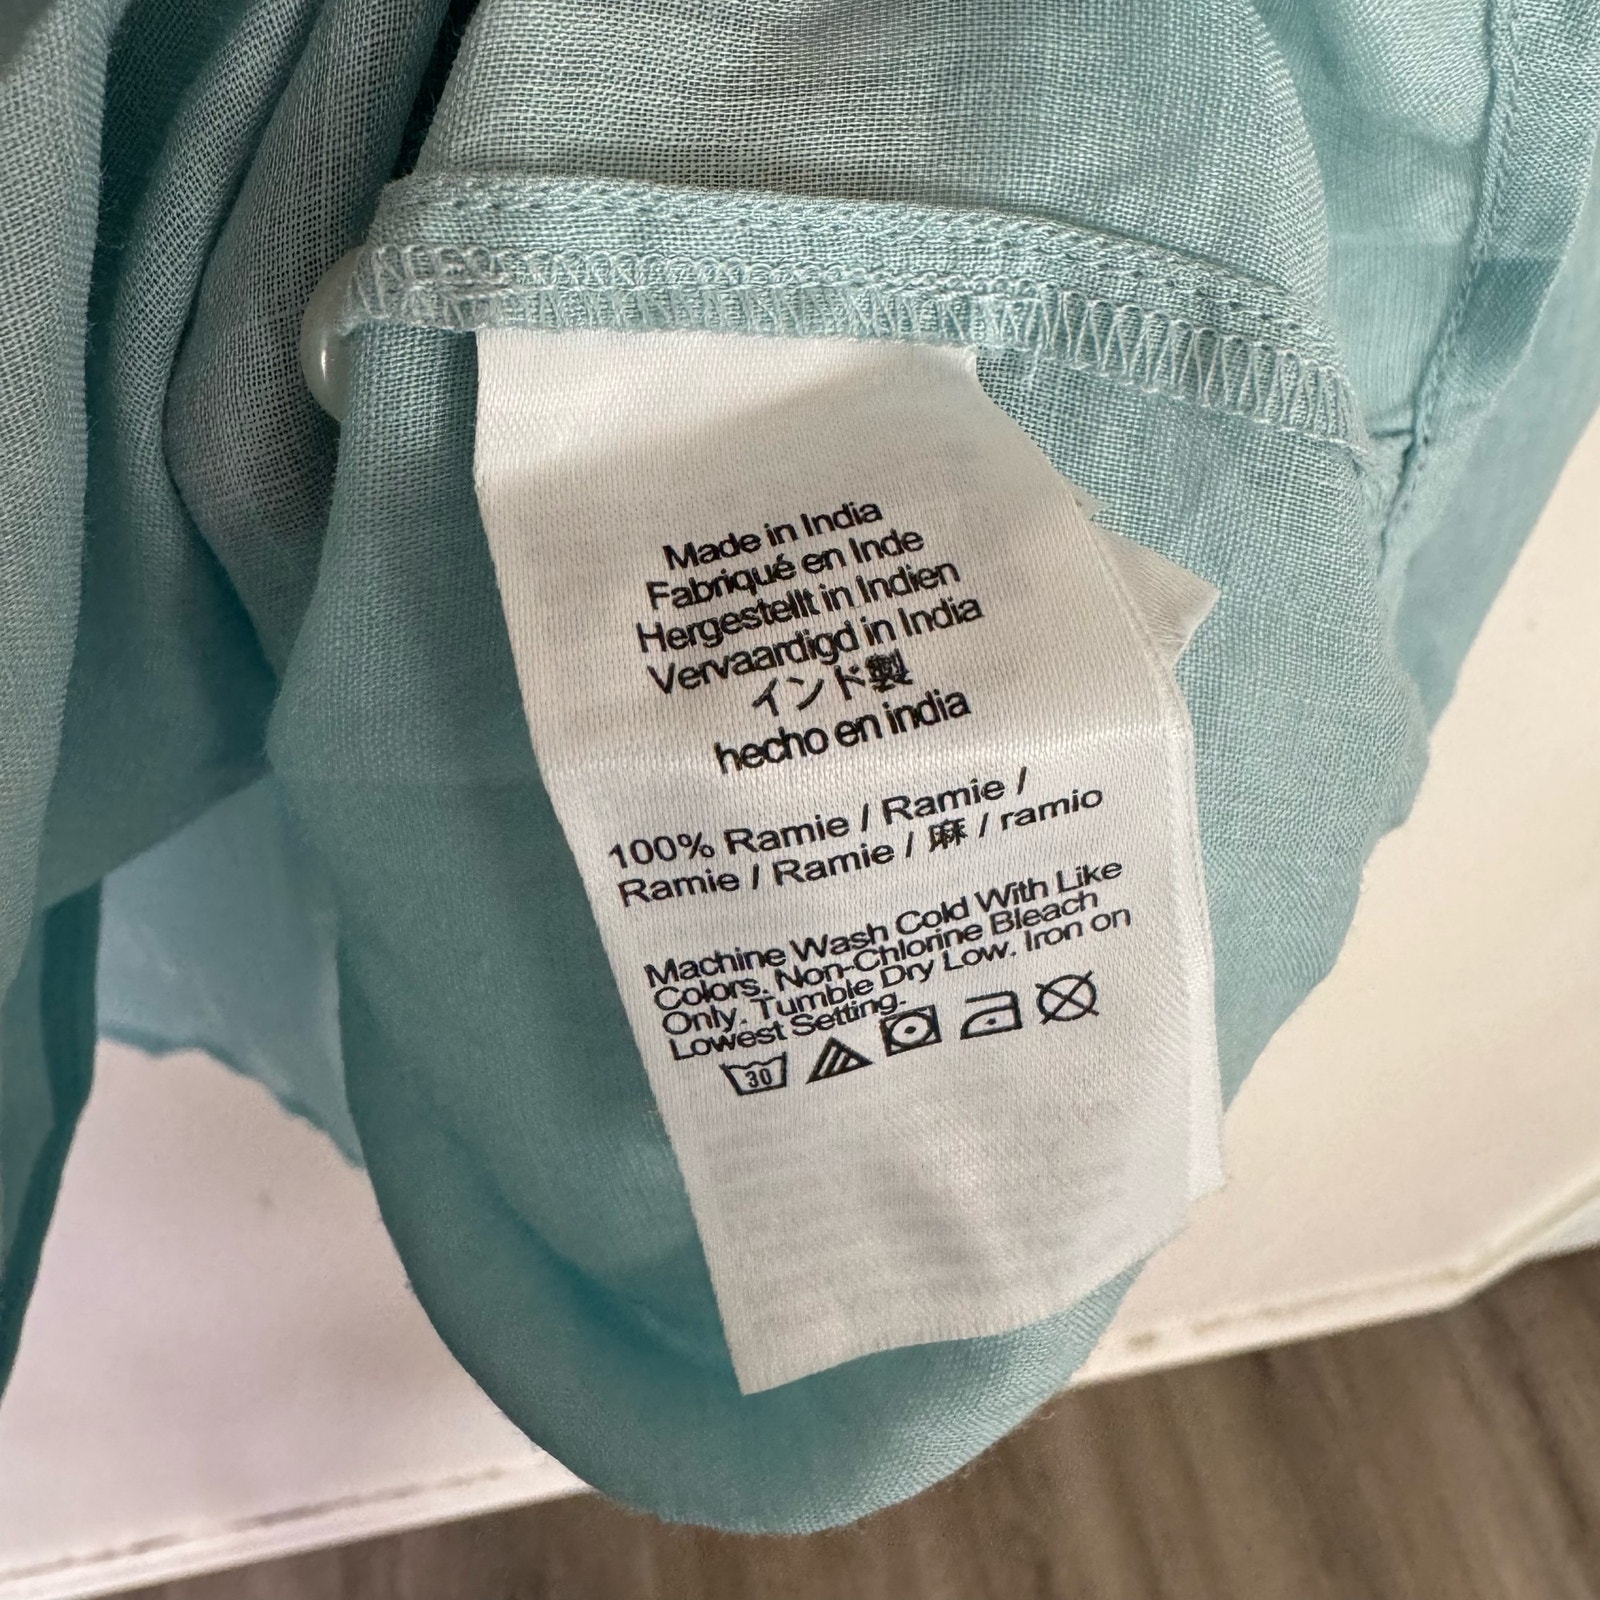 Made in India
Fabriqué en Inde
Hergestellt in Indien
Vervaardigd in India
インド製
hecho en india
100% Ramie / Ramie /
Ramie / Ramie / 麻 / ramio
Machine Wash Cold With Like
Colors. Non-Chlorine Bleach
Only. Tumble Dry Low. Iron on
Lowest Setting.
30